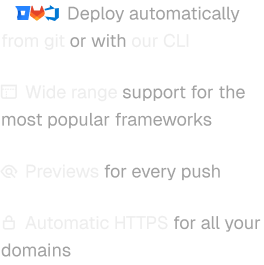 Deploy automatically
from git or with our CLI
Wide range support for the
most popular frameworks
Previews for every push
Automatic HTTPS for all your
domains